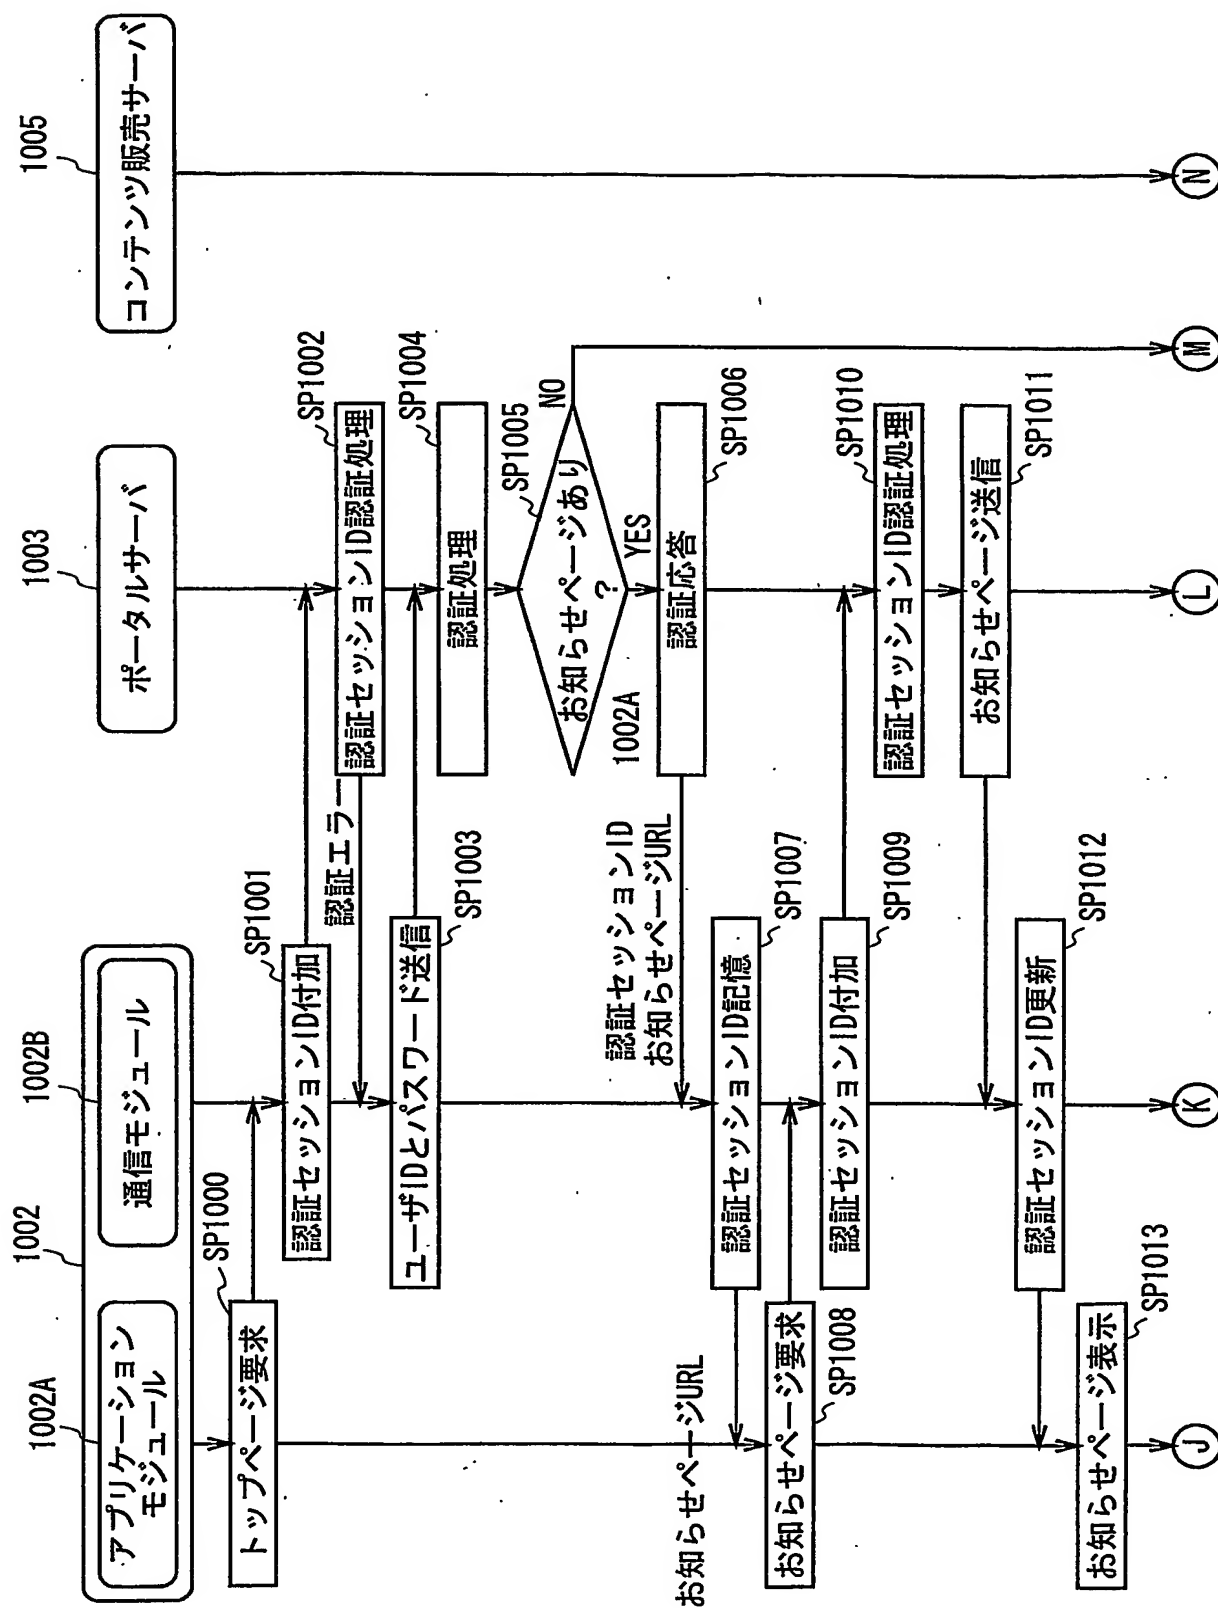 1002
1002A
アプリケーション
モジュール
1002B
通信モジュール
1003
ポータルサーバ
1005
コンテンツ販売サーバ
SP1000
トップページ要求
SP1001
認証セッションID付加
SP1002
認証セッションID認証処理
認証エラー
SP1003
ユーザIDとパスワード送信
SP1004
認証処理
SP1005
お知らせページあり
?
NO
YES
1002A
SP1006
認証応答
認証セッションID
お知らせページURL
SP1007
認証セッションID記憶
お知らせページURL
SP1008
お知らせページ要求
SP1009
認証セッションID付加
SP1010
認証セッションID認証処理
SP1011
お知らせページ送信
SP1012
認証セッションID更新
SP1013
お知らせページ表示
J
K
L
M
N